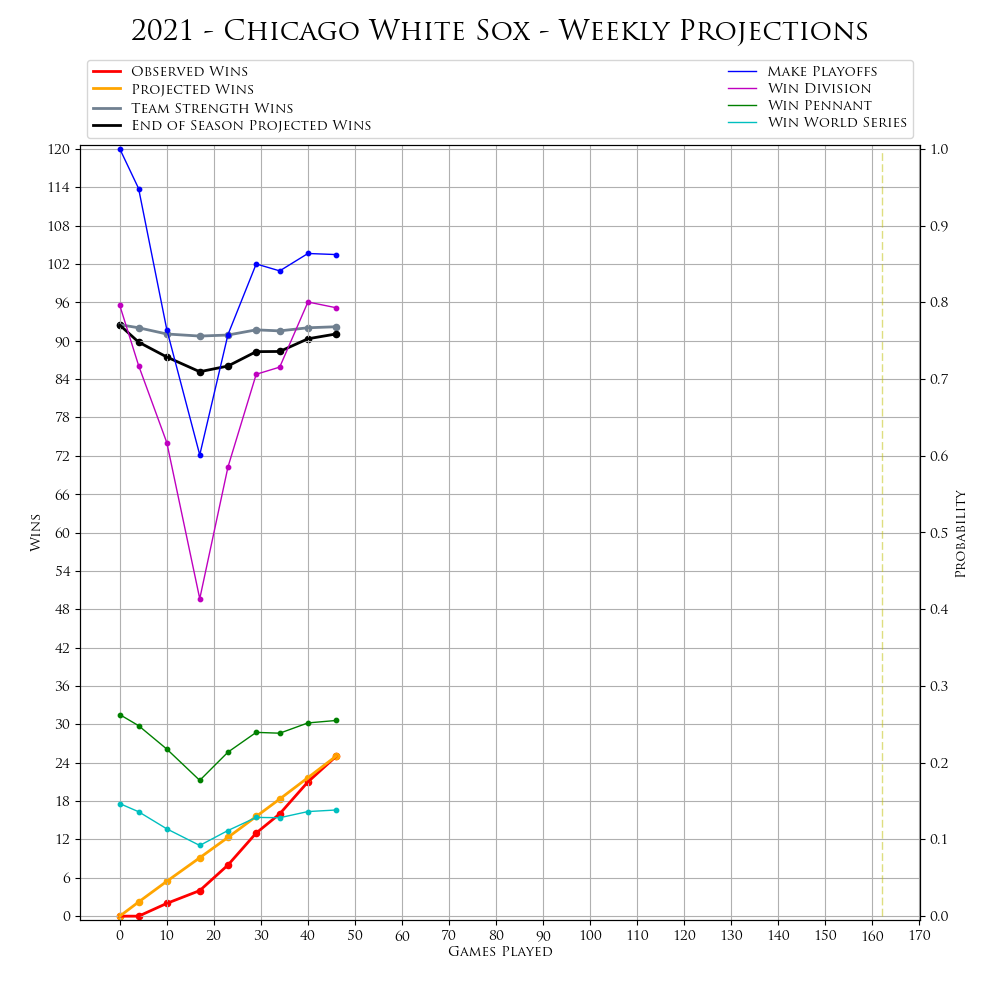 2021 - Chicago White Sox - Weekly Projections
Observed Wins
Projected Wins
Team Strength Wins
End of Season Projected Wins
Make Playoffs
Win Division
Win Pennant
Win World Series
120
114
108
102
96
90
84
78
72
66
60
54
48
42
36
30
24
18
12
6
0
Wins
1.0
0.9
0.8
0.7
0.6
0.5
0.4
0.3
0.2
0.1
0.0
Probability
0 10 20 30 40 50 60 70 80 90 100 110 120 130 140 150 160 170
Games Played